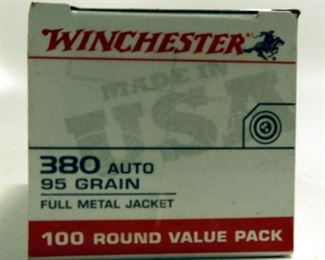 WINCHESTER
MADE IN
USA
380 AUTO
95 GRAIN
FULL METAL JACKET
100 ROUND VALUE PACK